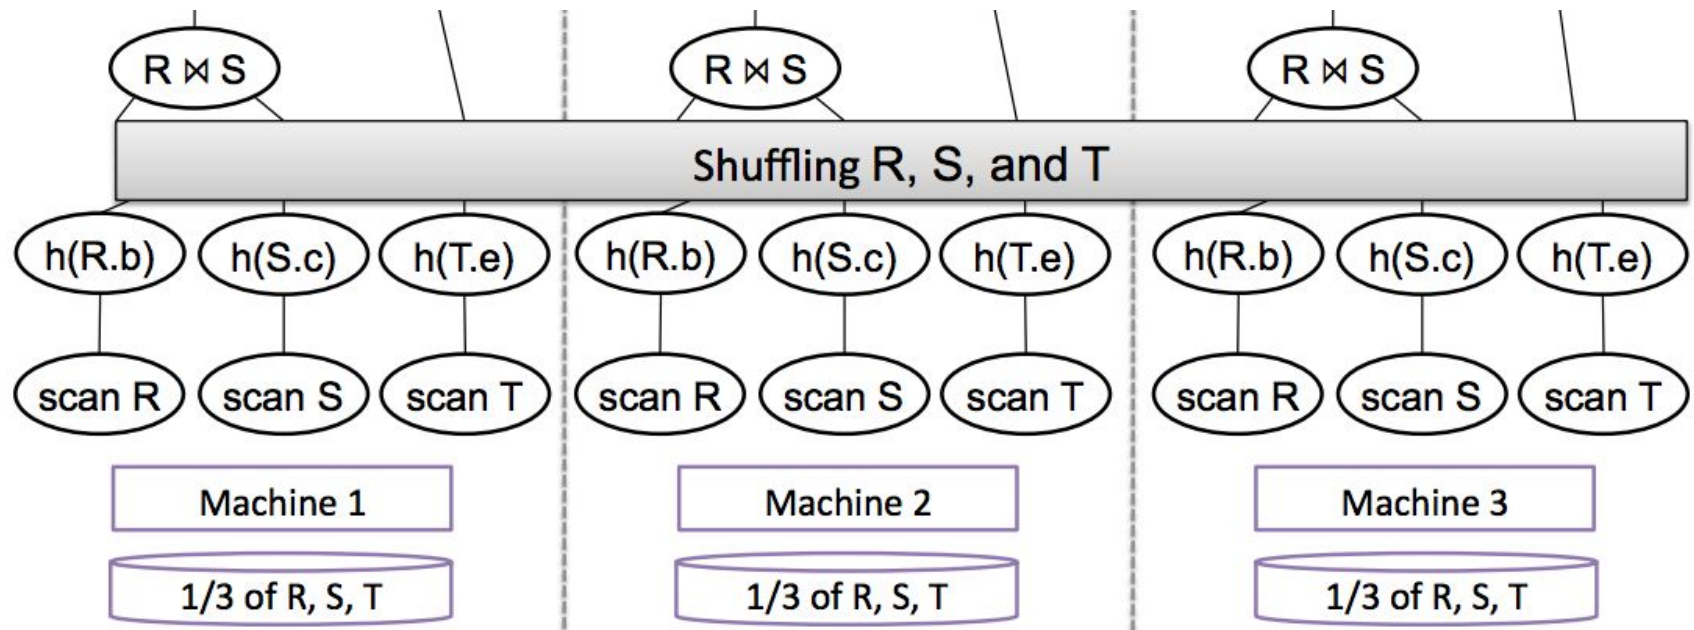 R ⋈ S
R ⋈ S
R ⋈ S
Shuffling R, S, and T
h(R.b) h(S.c) h(T.e) h(R.b) h(S.c) h(T.e) h(R.b) h(S.c) h(T.e)
scan R scan S scan T scan R scan S scan T scan R scan S scan T
Machine 1 Machine 2 Machine 3
1/3 of R, S, T 1/3 of R, S, T 1/3 of R, S, T